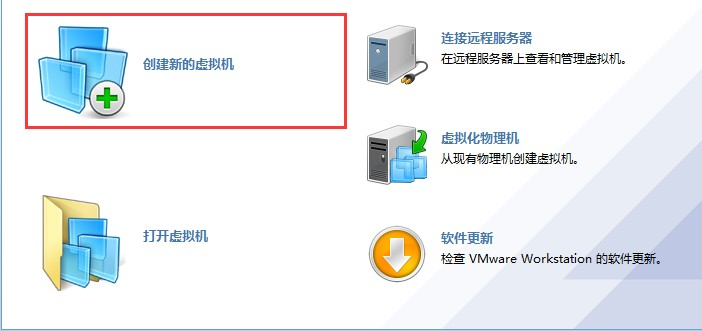 创建新的虚拟机
打开虚拟机
连接远程服务器
在远程服务器上查看和管理虚拟机。
虚拟化物理机
从现有物理机创建虚拟机。
软件更新
检查 VMware Workstation 的软件更新。